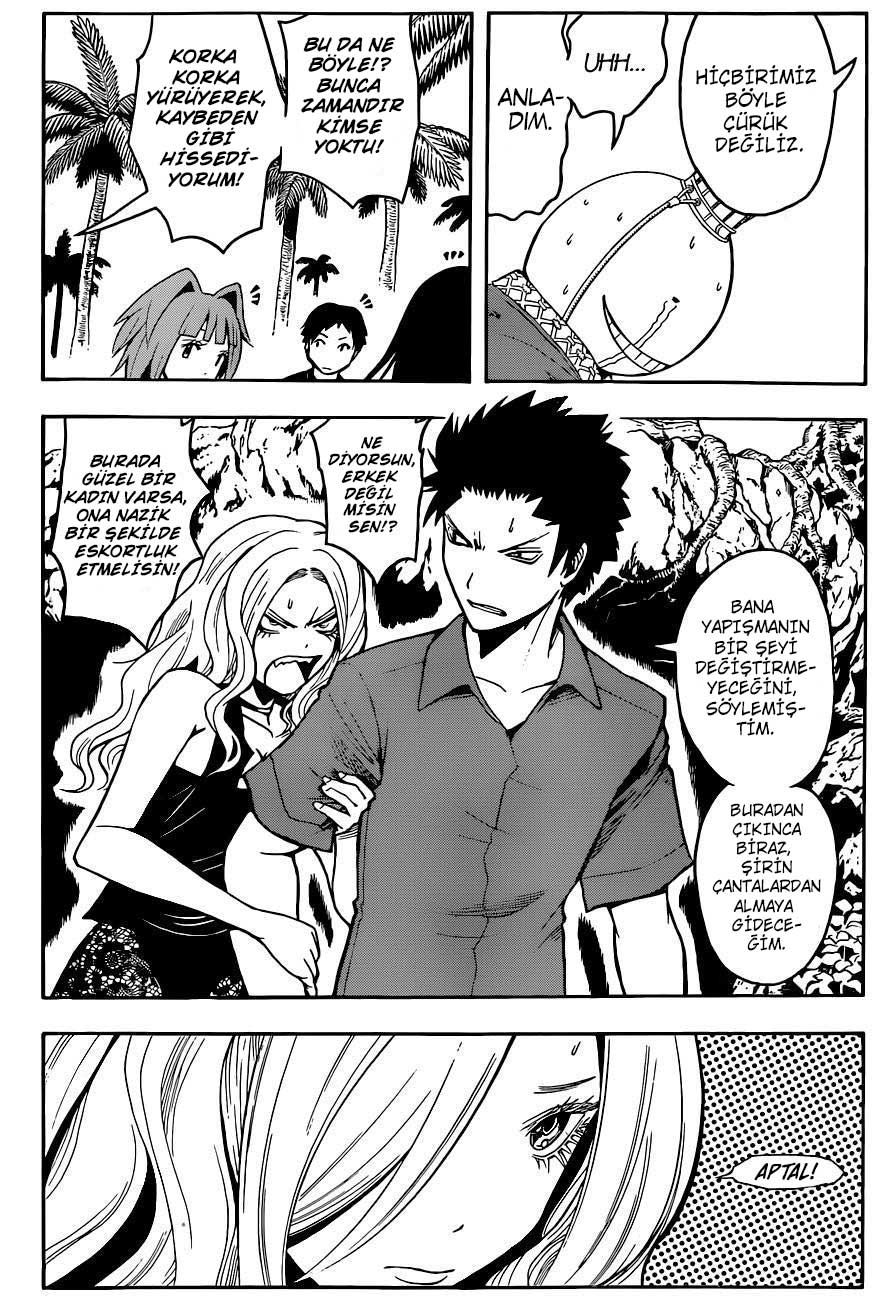 HİÇBİRİMİZ
BÖYLE
ÇÜRÜK
DEĞİLİZ.
UHH...
ANLA-
DIM.
BU DA NE
BÖYLE!?
BUNCA
ZAMANDIR
KİMSE
YOKTU!
KORKA
KORKA
YÜRÜYEREK,
KAYBEDEN
GİBİ
HİSSEDİ-
YORUM!
BANA
YAPIŞMANIN
BİR ŞEYİ
DEĞİŞTİRME-
YECEĞİNİ,
SÖYLEMİŞ-
TİM.
BURADAN
ÇIKINCA
BİRAZ,
ŞİRİN
ÇANTALARDAN
ALMAYA
GİDECE-
ĞİM.
NE
DİYORSUN,
ERKEK
DEĞİL
MİSİN
SEN!?
BURADA
GÜZEL BİR
KADIN VARSA,
ONA NAZİK
BİR ŞEKİLDE
ESKORTLUK
ETMELİSİN!
APTAL!